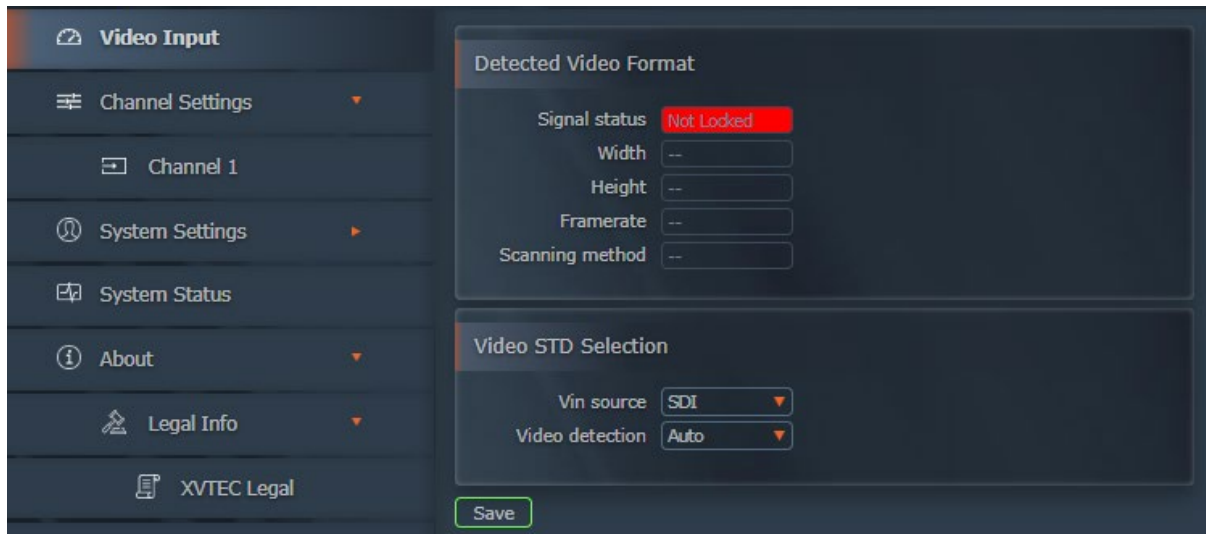 Video Input
Channel Settings
Channel 1
System Settings
System Status
About
Legal Info
XVTEC Legal
Detected Video Format
Signal status Not Locked
Width --
Height --
Framerate --
Scanning method --
Video STD Selection
Vin source SDI
Video detection Auto
Save